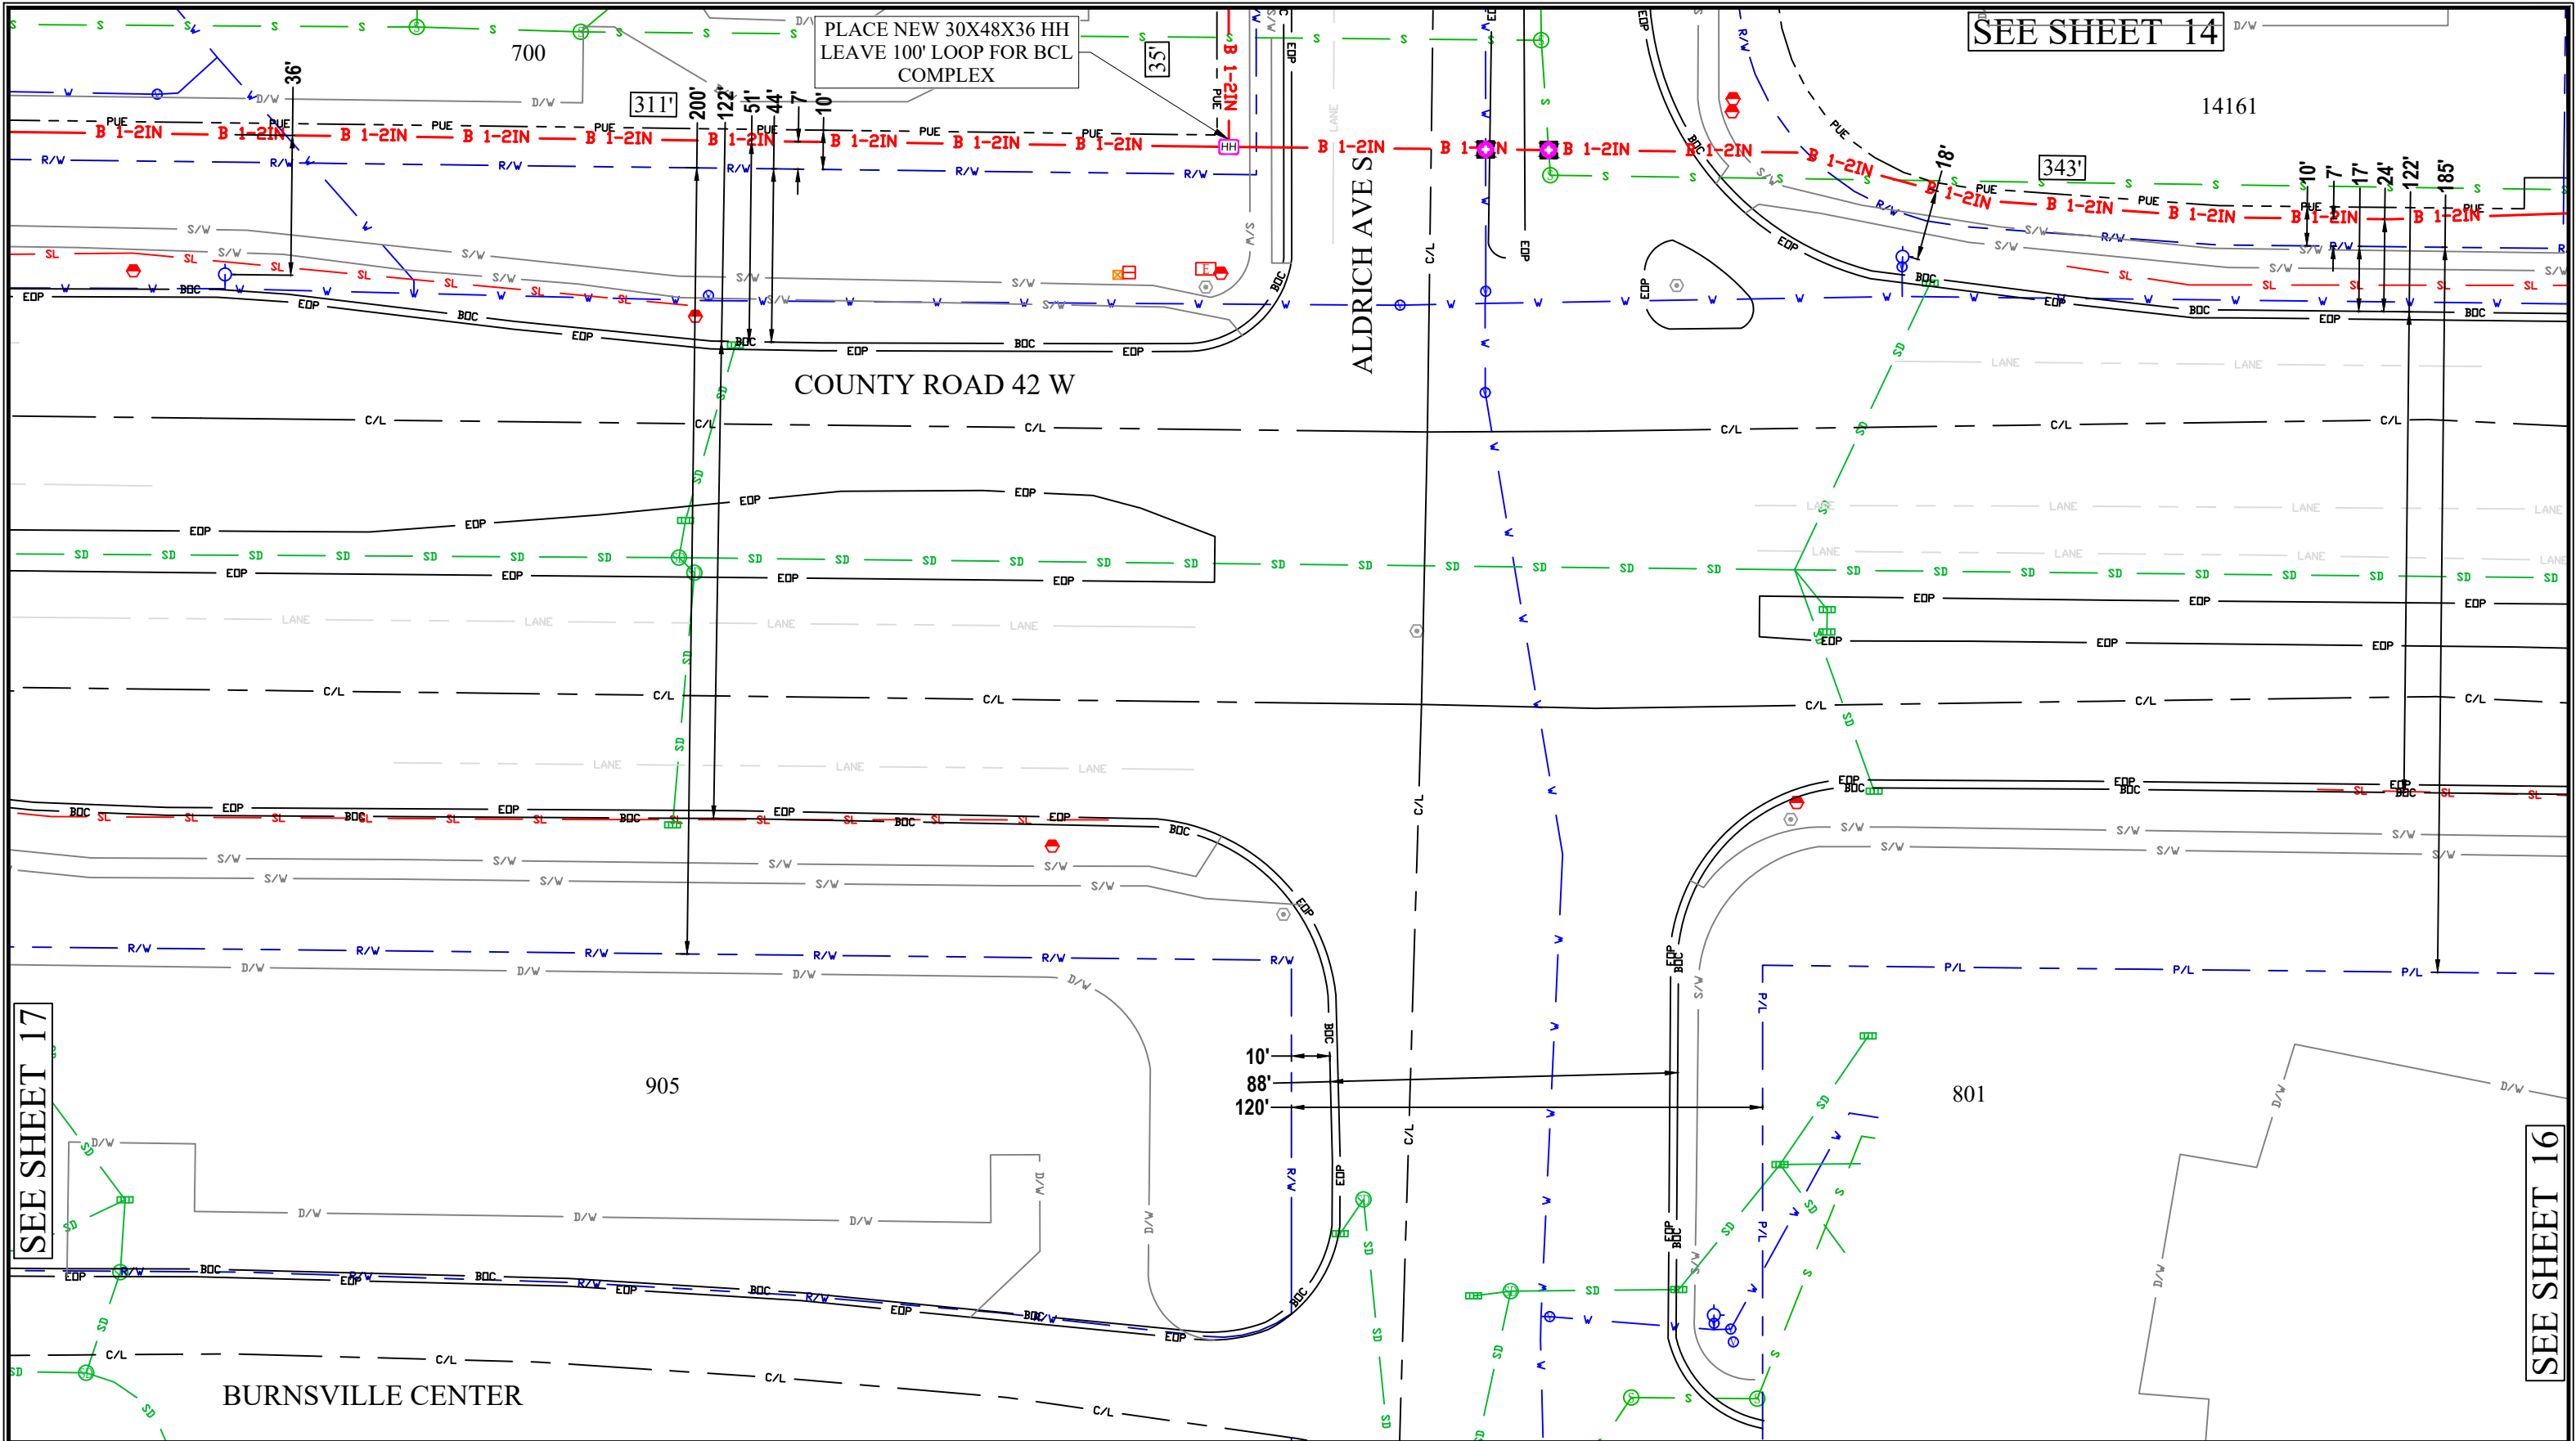 SEE SHEET 14
PLACE NEW 30X48X36 HH
LEAVE 100' LOOP FOR BCL
COMPLEX
700
35'
14161
311'
343'
36'
200'
122'
51'
44'
7'
10'
18'
10'
7'
17'
24'
122'
185'
HH
B 1-2IN
PUE
R/W
S/W
D/W
SL
BOC
EOP
W
S
SD
E
LANE
C/L
P/L
ALDRICH AVE S
COUNTY ROAD 42 W
10'
88'
120'
905
801
SEE SHEET 17
SEE SHEET 16
BURNSVILLE CENTER